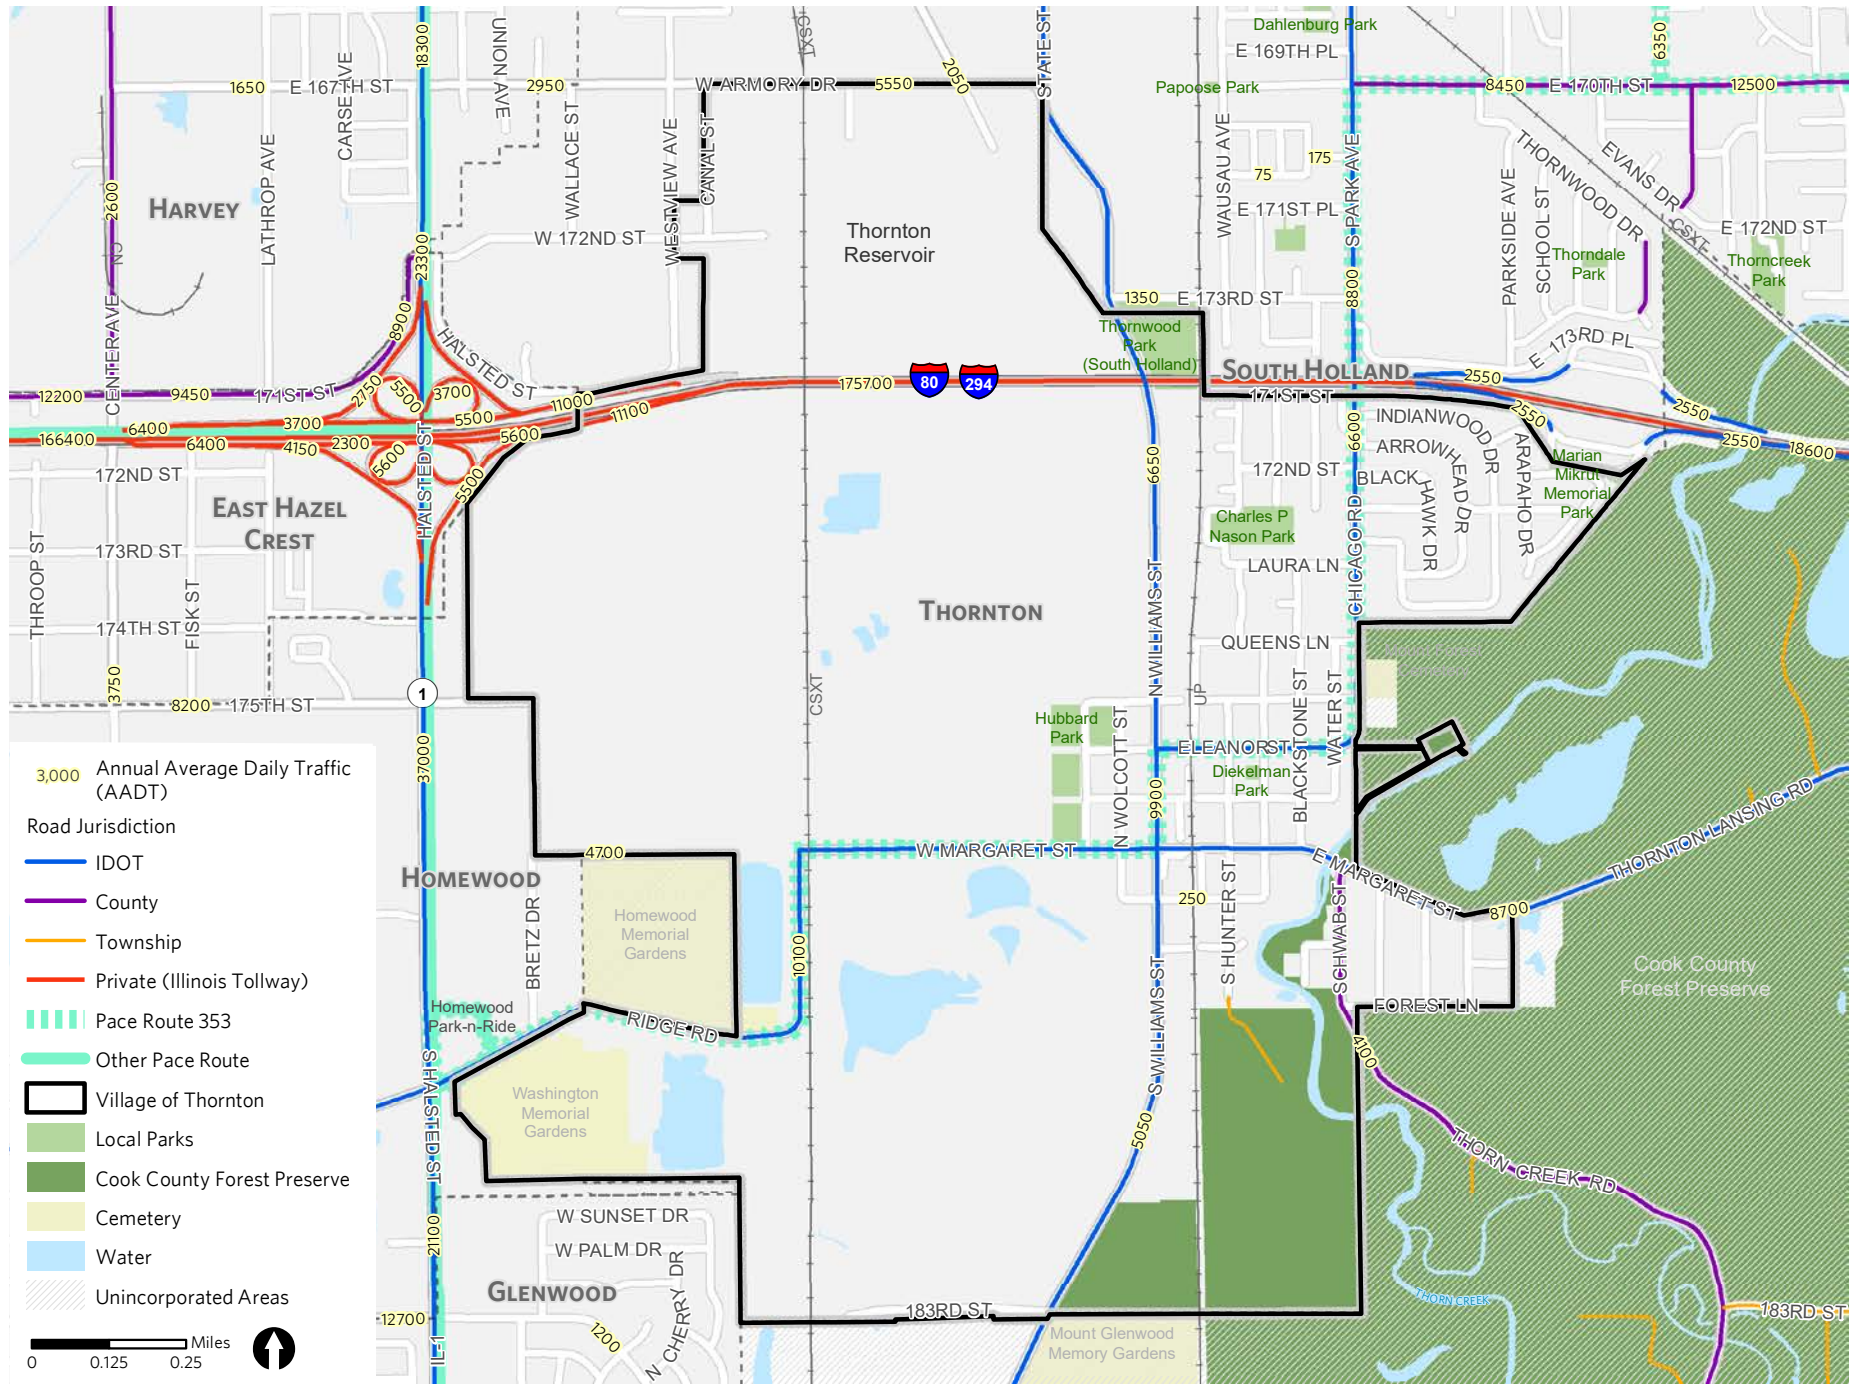 Dahlenburg Park
E 169TH PL
CSXT
STATE ST
UNION AVE
18300
6350
CARSE AVE
1650
E 167TH ST
2950
W ARMORY DR
5550
2050
Papoose Park
8450
E 170TH ST
12500
LATHROP AVE
WALLACE ST
WESTVIEW AVE
CANAL ST
WAUSAU AVE
175
75
S PARK AVE
THORNWOOD DR
EVANS DR
PARKSIDE AVE
SCHOOL ST
2600
HARVEY
E 171ST PL
CSXT
E 172ND ST
CN
23300
W 172ND ST
Thornton
Reservoir
Thorndale
Park
Thorncreek
Park
CENTER AVE
8900
HALSTED ST
8800
1350
E 173RD ST
Thornwood
Park
(South Holland)
E 173RD PL
SOUTH HOLLAND
12200
9450
171ST ST
2750
5500
3700
175700
80
294
2550
171ST ST
2550
2550
2550
18600
166400
6400
6400
3700
4150
2300
5500
5600
5600
5500
11000
11100
HALSTED ST
172ND ST
EAST HAZEL
CREST
173RD ST
THROOP ST
FISK ST
174TH ST
3750
8200
175TH ST
1
37000
6650
6600
INDIANWOOD DR
ARROWHEAD DR
BLACK HAWK DR
ARAPAHO DR
Marian
Mikrut
Memorial
Park
172ND ST
Charles P
Nason Park
LAURA LN
CHICAGO RD
THORNTON
N WILLIAMS ST
QUEENS LN
UP
CSXT
Hubbard
Park
N WOLCOTT ST
ELEANOR ST
BLACKSTONE ST
WATER ST
Diekelman
Park
9900
W MARGARET ST
E MARGARET ST
THORNTON LANSING RD
8700
250
S HUNTER ST
SCHWAB ST
FOREST LN
4100
Cook County
Forest Preserve
4700
HOMEWOOD
BRETZ DR
Homewood
Memorial
Gardens
10100
Homewood
Park-n-Ride
RIDGE RD
S HALSTED ST
Washington
Memorial
Gardens
S WILLIAMS ST
5050
THORN CREEK RD
21100
W SUNSET DR
W PALM DR
GLENWOOD
N CHERRY DR
1200
12700
IL-1
183RD ST
Mount Glenwood
Memory Gardens
THORN CREEK
183RD ST
3,000
Annual Average Daily Traffic
(AADT)
Road Jurisdiction
IDOT
County
Township
Private (Illinois Tollway)
Pace Route 353
Other Pace Route
Village of Thornton
Local Parks
Cook County Forest Preserve
Cemetery
Water
Unincorporated Areas
Miles
0
0.125
0.25